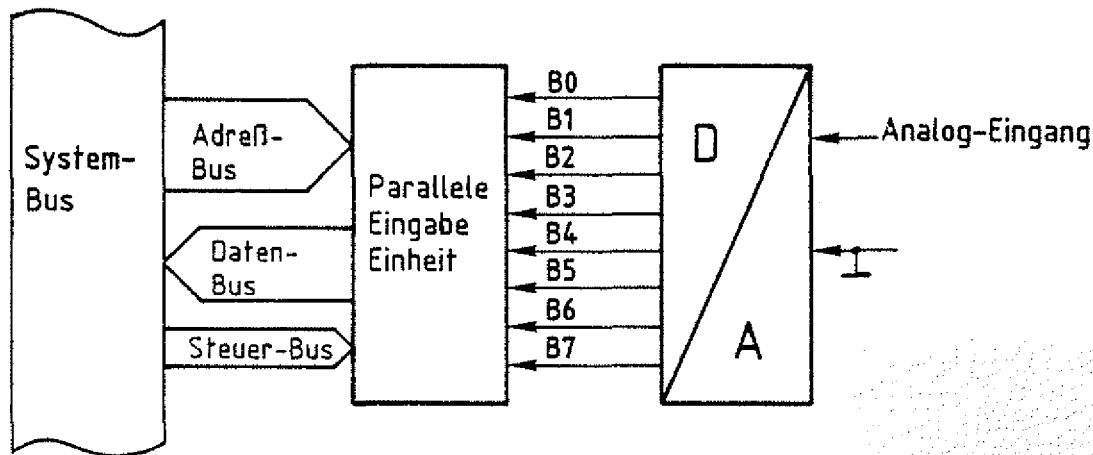 System-
Bus
Adreß-
Bus
Daten-
Bus
Steuer-Bus
Parallele
Eingabe
Einheit
B0
B1
B2
B3
B4
B5
B6
B7
D
A
Analog-Eingang